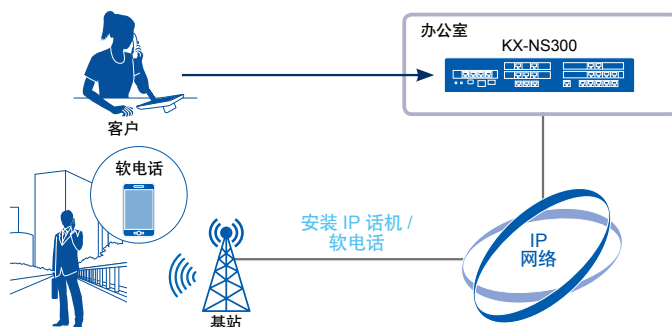 办公室
KX-NS300
客户
软电话
安装 IP 话机 /
软电话
IP
网络
基站